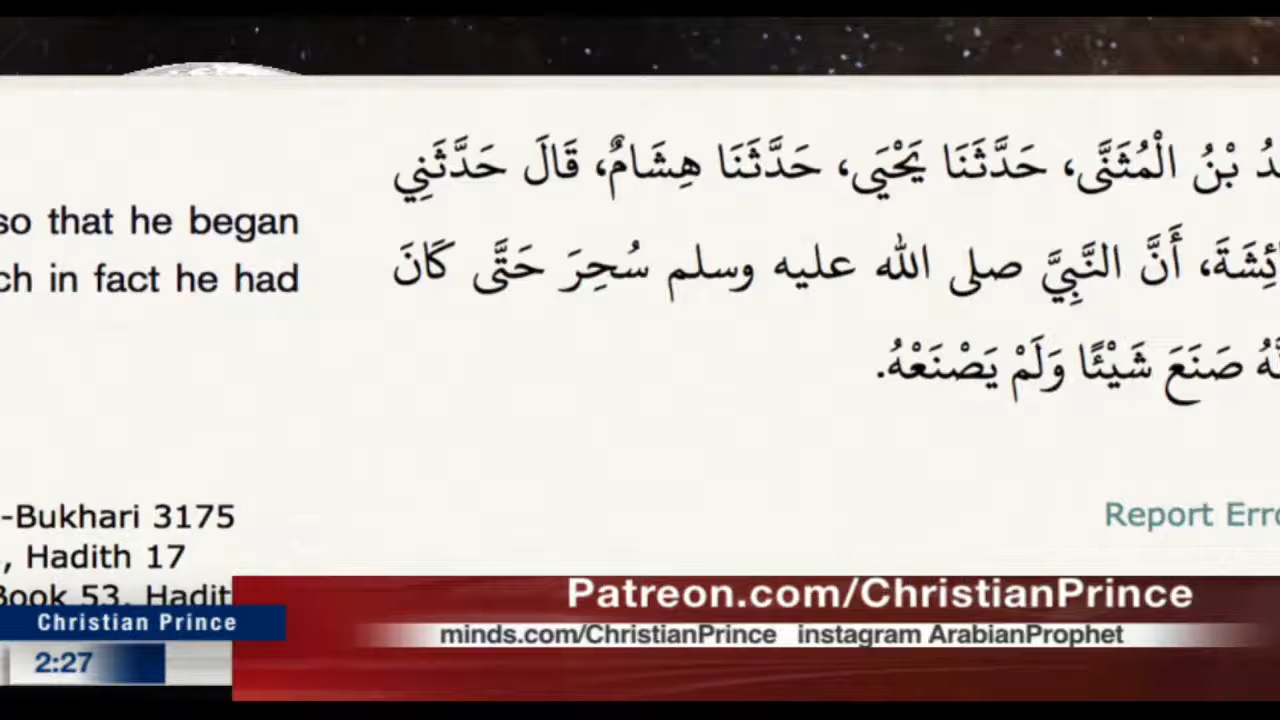 دُ بْنُ الْمُثَنَّى، حَدَّثَنَا يَحْيَى، حَدَّثَنَا هِشَامٌ، قَالَ حَدَّثَنِي
so that he began
ائِشَةَ، أَنَّ النَّبِيَّ صلى الله عليه وسلم سُحِرَ حَتَّى كَانَ
ch in fact he had
نَّهُ صَنَعَ شَيْئًا وَلَمْ يَصْنَعْهُ.
-Bukhari 3175
Report Erro
, Hadith 17
Book 53, Hadit
Patreon.com/ChristianPrince
Christian Prince
minds.com/ChristianPrince instagram ArabianProphet
2:27